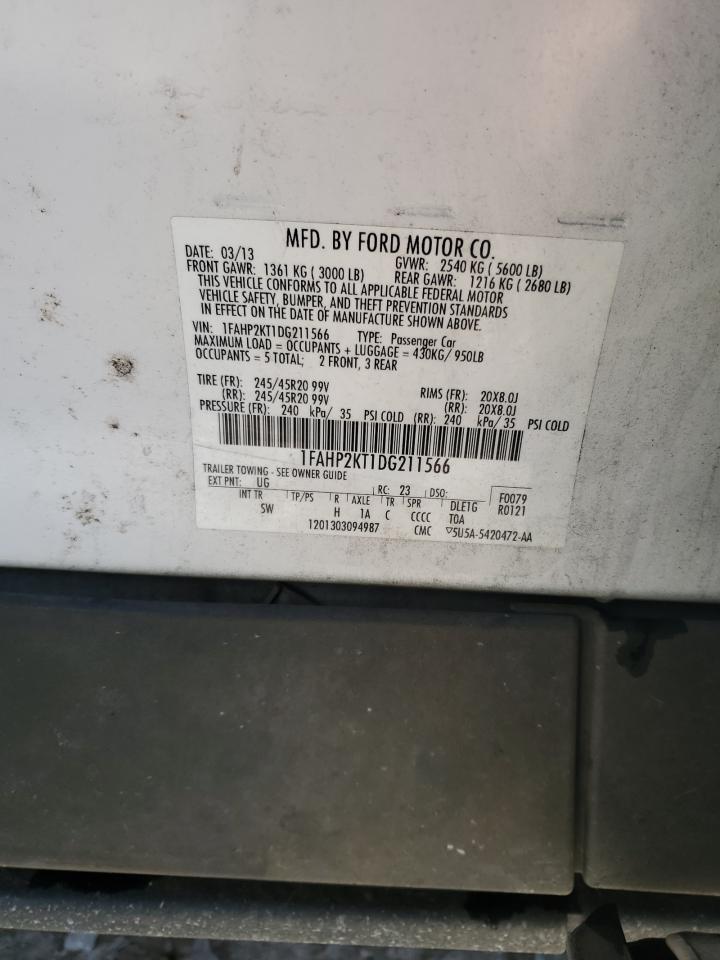 MFD. BY FORD MOTOR CO.
DATE: 03/13 GVWR: 2540 KG ( 5600 LB)
FRONT GAWR: 1361 KG ( 3000 LB) REAR GAWR: 1216 KG ( 2680 LB)
THIS VEHICLE CONFORMS TO ALL APPLICABLE FEDERAL MOTOR
VEHICLE SAFETY, BUMPER, AND THEFT PREVENTION STANDARDS
IN EFFECT ON THE DATE OF MANUFACTURE SHOWN ABOVE.
VIN: 1FAHP2KT1DG211566 TYPE: Passenger Car
MAXIMUM LOAD = OCCUPANTS + LUGGAGE = 430KG/ 950LB
OCCUPANTS = 5 TOTAL; 2 FRONT, 3 REAR
TIRE (FR): 245/45R20 99V RIMS (FR): 20X8.0J
(RR): 245/45R20 99V (RR): 20X8.0J
PRESSURE (FR): 240 kPa/ 35 PSI COLD (RR): 240 kPa/ 35 PSI COLD
1FAHP2KT1DG211566
TRAILER TOWING - SEE OWNER GUIDE
EXT PNT: UG RC: 23 DSO: F0079
INT TR TP/PS R AXLE TR SPR DLE1G R0121
SW H 1A C CCCC TOA
1201303094987 CMC ▽5U5A-5420472-AA